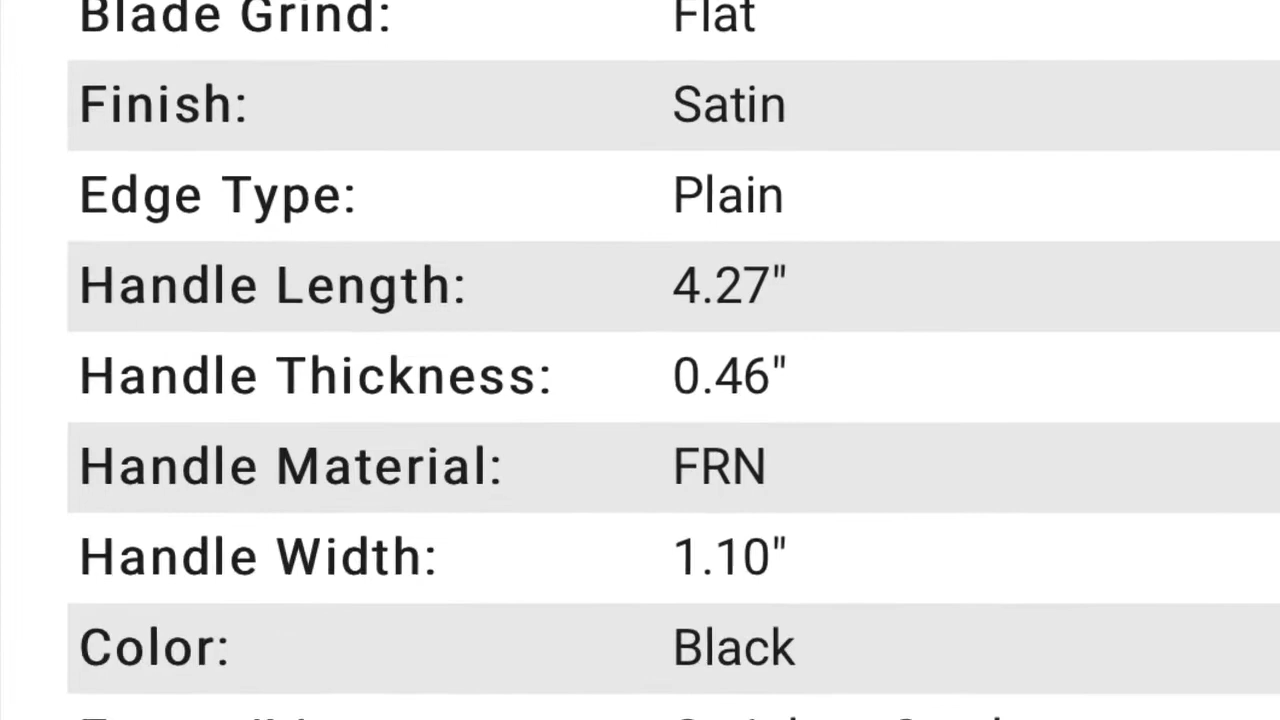 Blade Grind: Flat
Finish: Satin
Edge Type: Plain
Handle Length: 4.27"
Handle Thickness: 0.46"
Handle Material: FRN
Handle Width: 1.10"
Color: Black